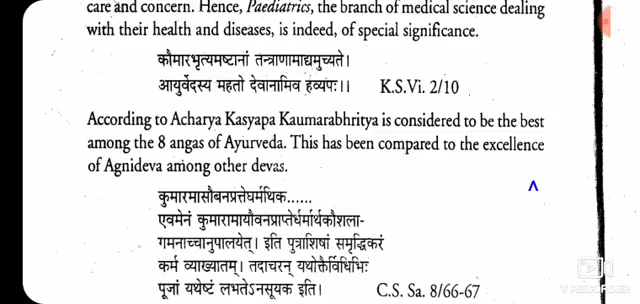 care and concern. Hence, Paediatrics, the branch of medical science dealing
with their health and diseases, is indeed, of special significance.
कौमारभृत्यमष्टानां तन्त्राणामाद्यमुच्यते।
आयुर्वेदस्य महतो देवानामिव हव्यपः।। K.S.Vi. 2/10
According to Acharya Kasyapa Kaumarabhritya is considered to be the best
among the 8 angas of Ayurveda. This has been compared to the excellence
of Agnideva among other devas.
^
कुमारमासौबनप्रत्तेघर्मथिक......
एवमेनं कुमारामायौवनप्राप्तेर्धर्मार्थकौशला-
गमनाच्चानुपालयेत्। इति पुत्राशिषां समृद्धिकरं
कर्म व्याख्यातम्। तदाचरन् यथोक्तैर्विधिभिः
पूजां यथेष्टं लभतेऽनसूयक इति। C.S. Sa. 8/66-67
V RECORDER